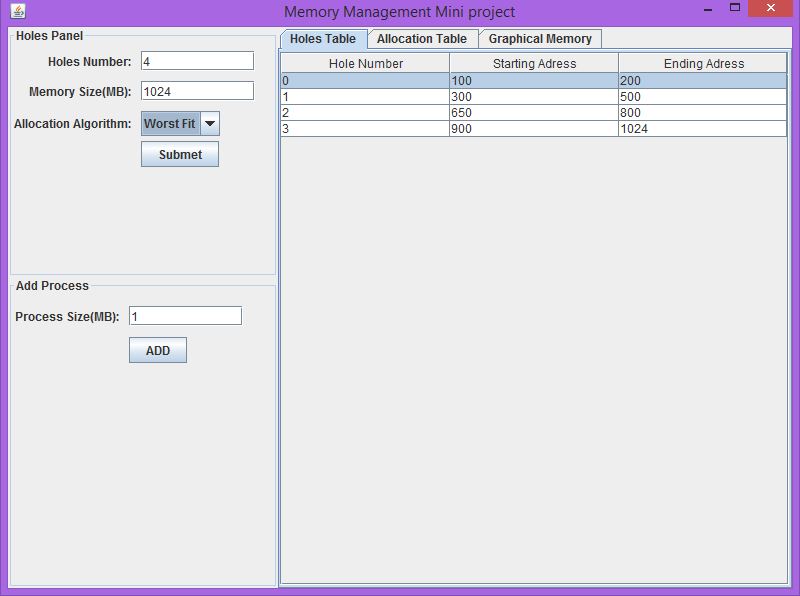 Memory Management Mini project
Holes Panel
Holes Number: 4
Memory Size(MB): 1024
Allocation Algorithm: Worst Fit
Submet
Add Process
Process Size(MB): 1
ADD
Holes Table Allocation Table Graphical Memory
Hole Number Starting Adress Ending Adress
0 100 200
1 300 500
2 650 800
3 900 1024